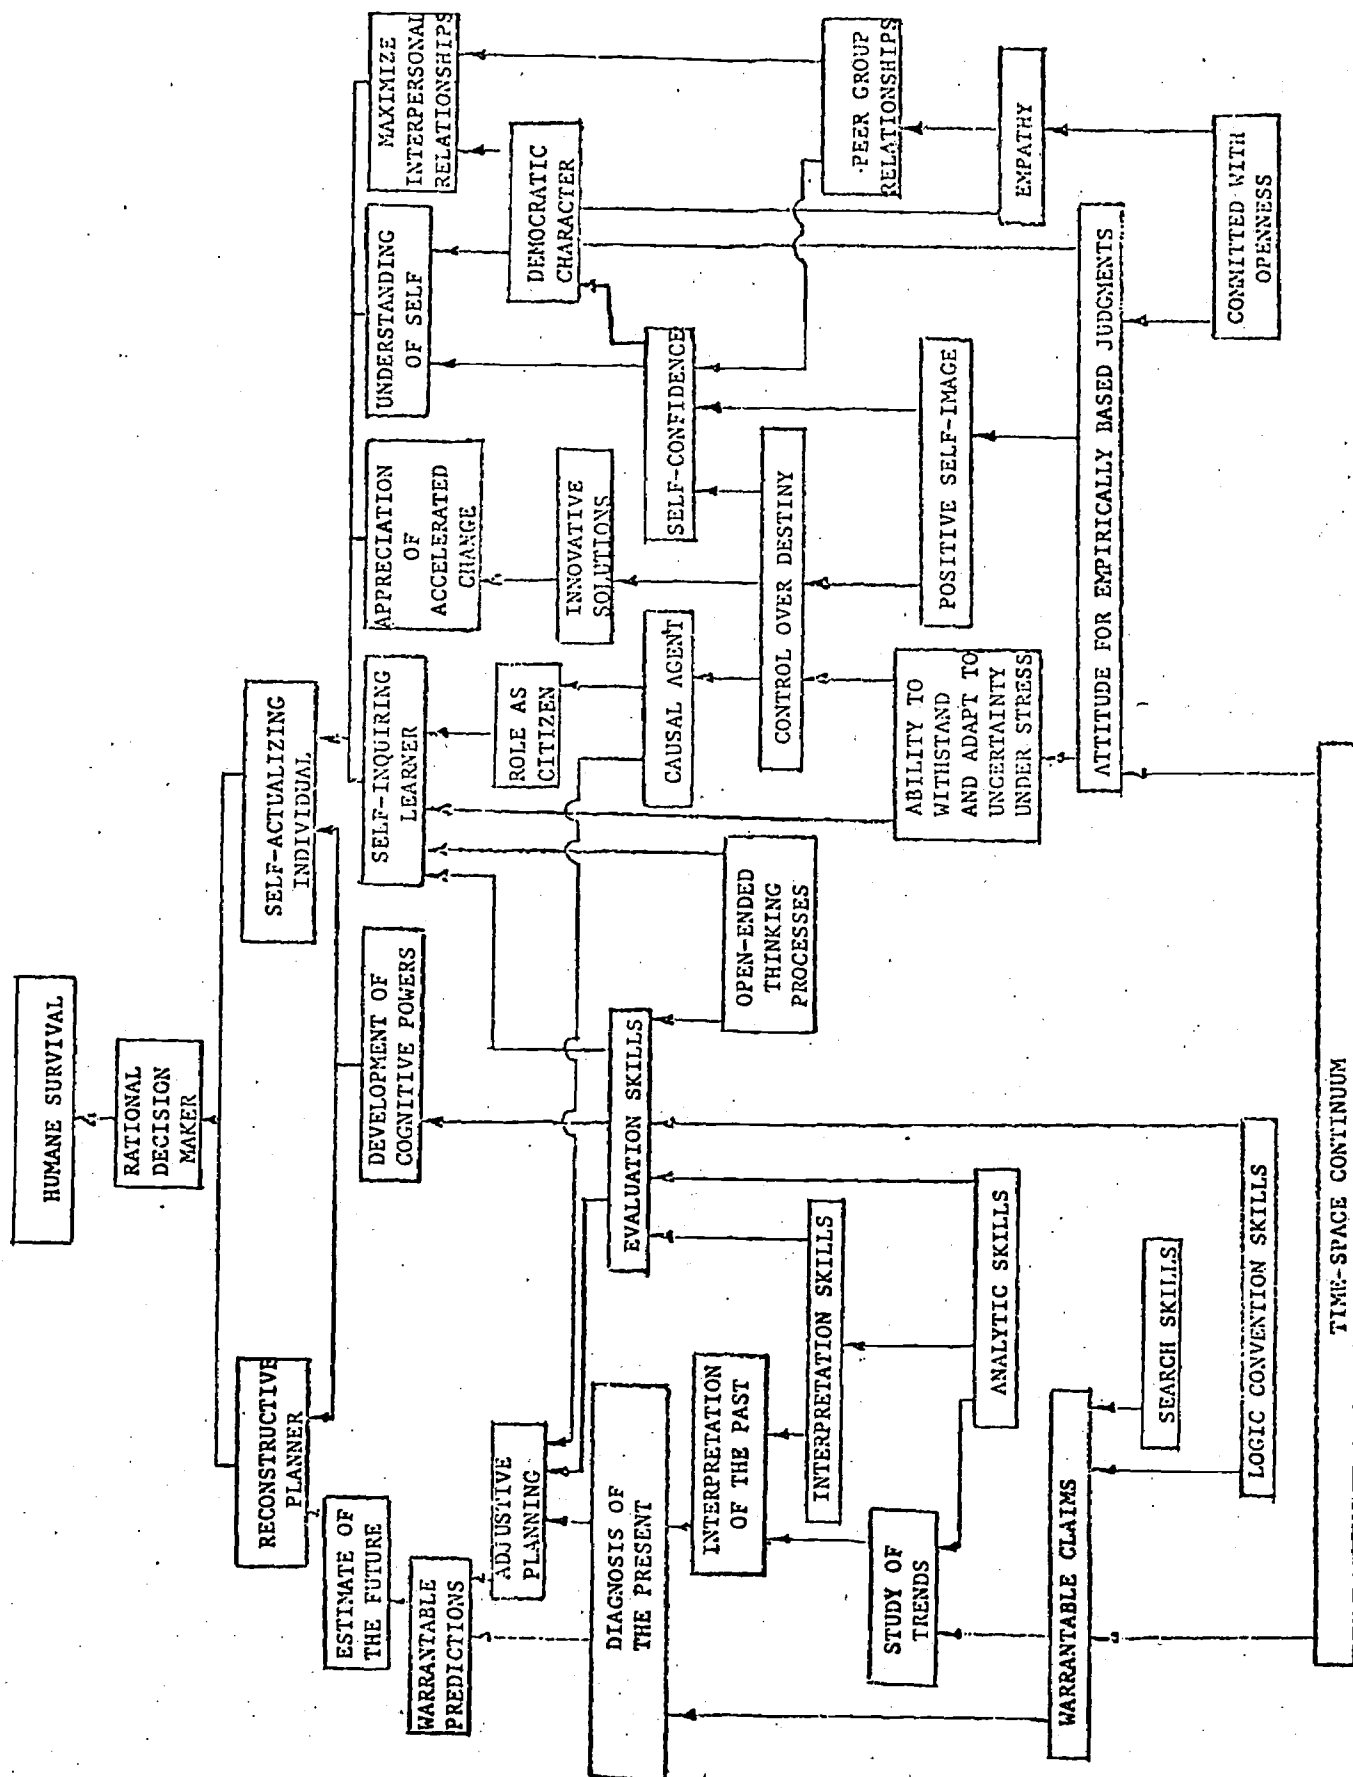 HUMANE SURVIVAL
RATIONAL
DECISION
MAKER
RECONSTRUCTIVE
PLANNER
SELF-ACTUALIZING
INDIVIDUAL
ESTIMATE OF
THE FUTURE
DEVELOPMENT OF
COGNITIVE POWERS
SELF-INQUIRING
LEARNER
APPRECIATION
OF
ACCELERATED
CHANGE
UNDERSTANDING
OF SELF
MAXIMIZE
INTERPERSONAL
RELATIONSHIPS
WARRANTABLE
PREDICTIONS
ADJUSTIVE
PLANNING
ROLE AS
CITIZEN
INNOVATIVE
SOLUTIONS
DEMOCRATIC
CHARACTER
DIAGNOSIS OF
THE PRESENT
EVALUATION SKILLS
CAUSAL AGENT
SELF-CONFIDENCE
INTERPRETATION
OF THE PAST
OPEN-ENDED
THINKING
PROCESSES
CONTROL OVER DESTINY
INTERPRETATION SKILLS
PEER GROUP
RELATIONSHIPS
STUDY OF
TRENDS
ANALYTIC SKILLS
ABILITY TO
WITHSTAND
AND ADAPT TO
UNCERTAINTY
UNDER STRESS
POSITIVE SELF-IMAGE
EMPATHY
WARRANTABLE CLAIMS
SEARCH SKILLS
ATTITUDE FOR EMPIRICALLY BASED JUDGMENTS
LOGIC CONVENTION SKILLS
COMMITTED WITH
OPENNESS
TIME-SPACE CONTINUUM